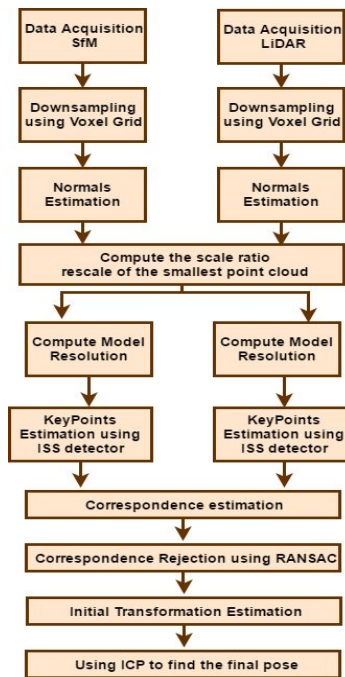 Data Acquisition
SfM
Data Acquisition
LiDAR
Downsampling
using Voxel Grid
Downsampling
using Voxel Grid
Normals
Estimation
Normals
Estimation
Compute the scale ratio
rescale of the smallest point cloud
Compute Model
Resolution
Compute Model
Resolution
KeyPoints
Estimation using
ISS detector
KeyPoints
Estimation using
ISS detector
Correspondence estimation
Correspondence Rejection using RANSAC
Initial Transformation Estimation
Using ICP to find the final pose